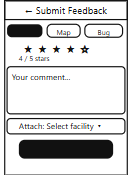 ← Submit Feedback
Map Bug
★ ★ ★ ★ ☆
4 / 5 stars
Your comment...
Attach: Select facility ▾